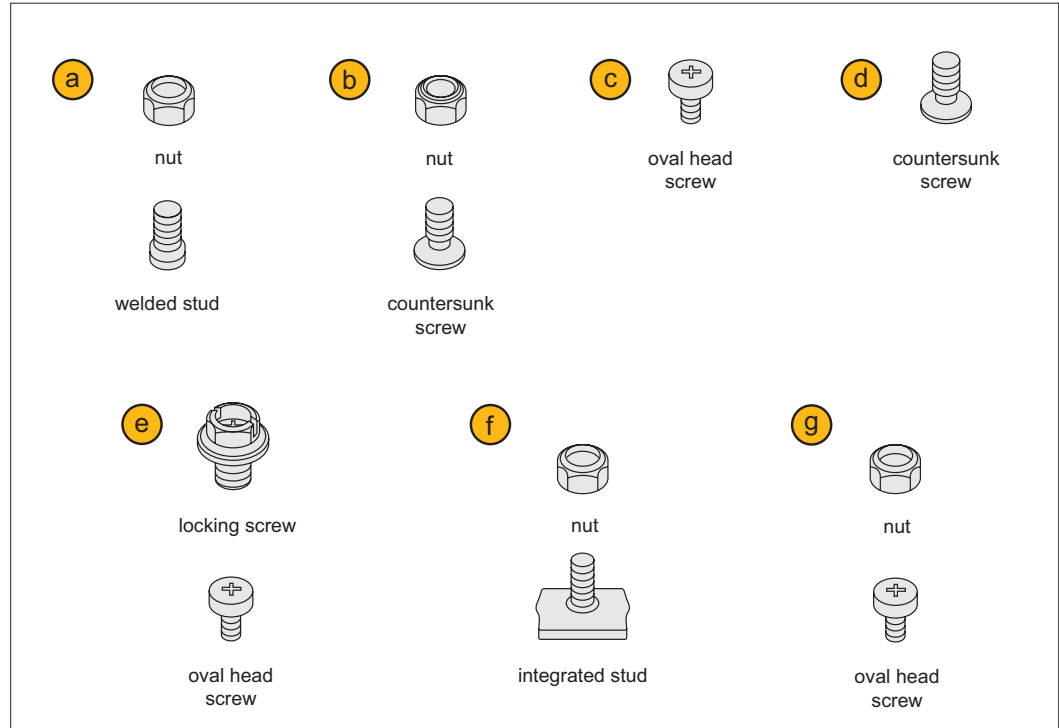 a
nut
welded stud
b
nut
countersunk
screw
c
oval head
screw
d
countersunk
screw
e
locking screw
oval head
screw
f
nut
integrated stud
g
nut
oval head
screw